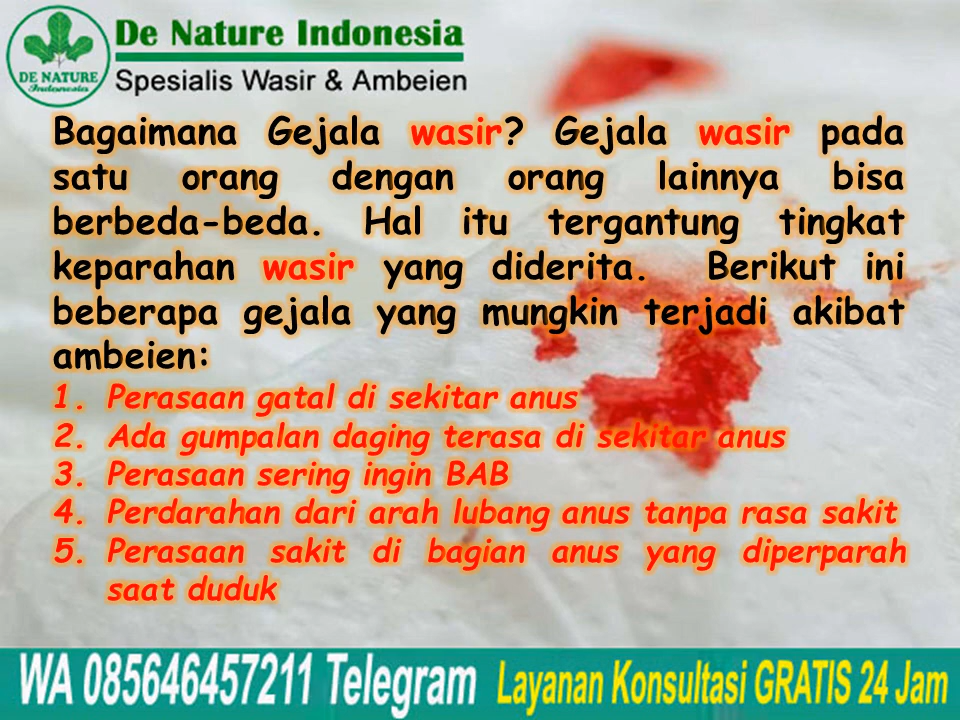 De Nature Indonesia
Spesialis Wasir & Ambeien
DE NATURE
Indonesia
Bagaimana Gejala wasir? Gejala wasir pada
satu orang dengan orang lainnya bisa
berbeda-beda. Hal itu tergantung tingkat
keparahan wasir yang diderita. Berikut ini
beberapa gejala yang mungkin terjadi akibat
ambeien:
1. Perasaan gatal di sekitar anus
2. Ada gumpalan daging terasa di sekitar anus
3. Perasaan sering ingin BAB
4. Perdarahan dari arah lubang anus tanpa rasa sakit
5. Perasaan sakit di bagian anus yang diperparah
saat duduk
WA 085646457211 Telegram Layanan Konsultasi GRATIS 24 Jam